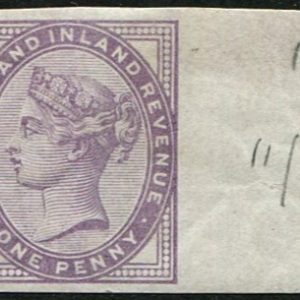 AND INLAND REVENUE
ONE PENNY
"/